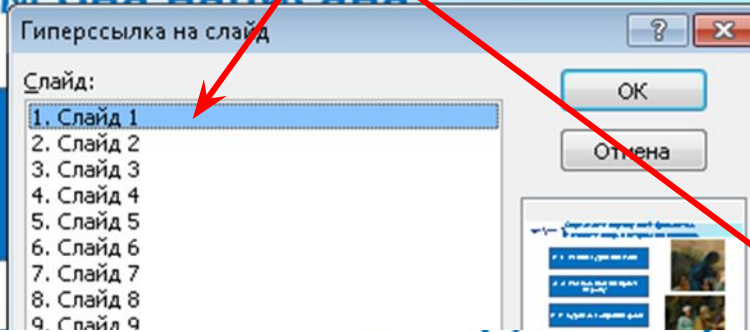 Гиперссылка на слайд
Слайд:
ОК
1. Слайд 1
2. Слайд 2
Отмена
3. Слайд 3
4. Слайд 4
5. Слайд 5
6. Слайд 6
7. Слайд 7
8. Слайд 8
9. Слайд 9